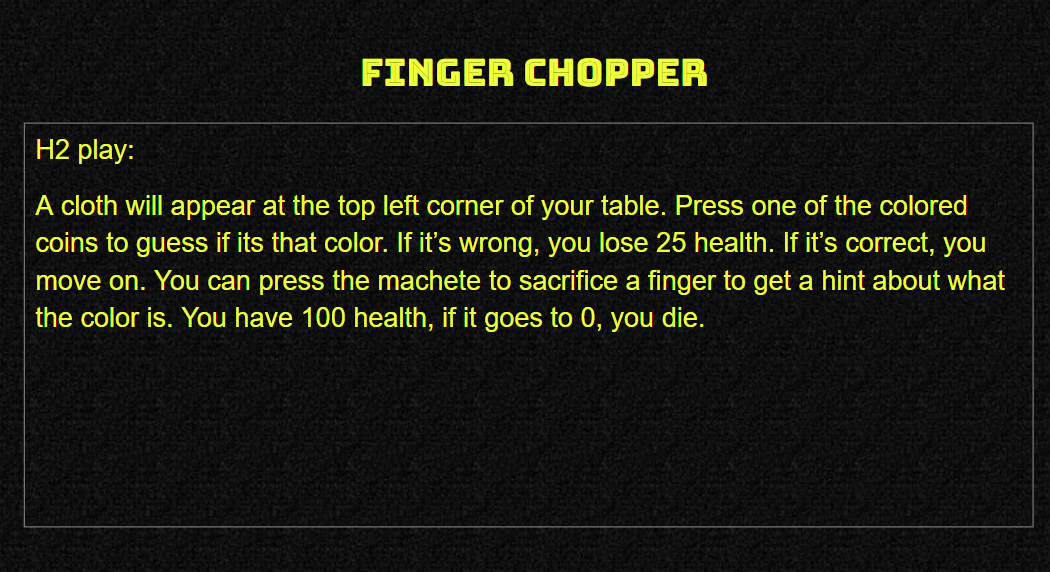 FINGER CHOPPER
H2 play:
A cloth will appear at the top left corner of your table. Press one of the colored
coins to guess if its that color. If it’s wrong, you lose 25 health. If it’s correct, you
move on. You can press the machete to sacrifice a finger to get a hint about what
the color is. You have 100 health, if it goes to 0, you die.